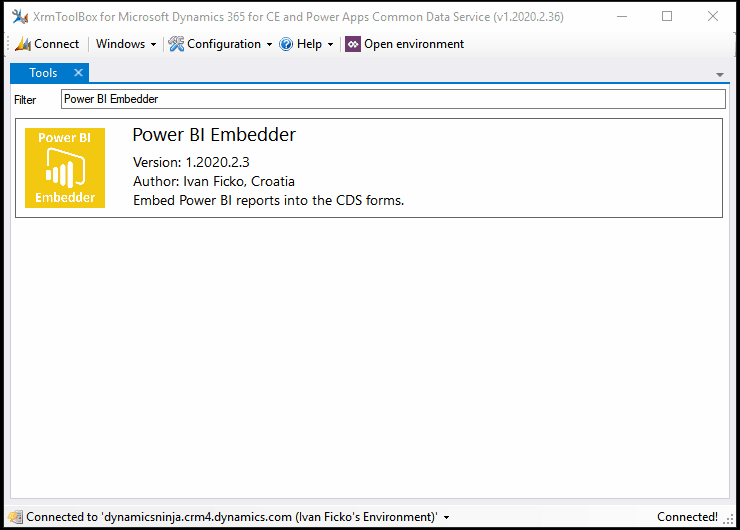 XrmToolBox for Microsoft Dynamics 365 for CE and Power Apps Common Data Service (v1.2020.2.36)
Connect Windows Configuration Help Open environment
Tools
Filter Power BI Embedder
Power BI
Embedder
Power BI Embedder
Version: 1.2020.2.3
Author: Ivan Ficko, Croatia
Embed Power BI reports into the CDS forms.
Connected to 'dynamicsninja.crm4.dynamics.com (Ivan Ficko's Environment)' Connected!